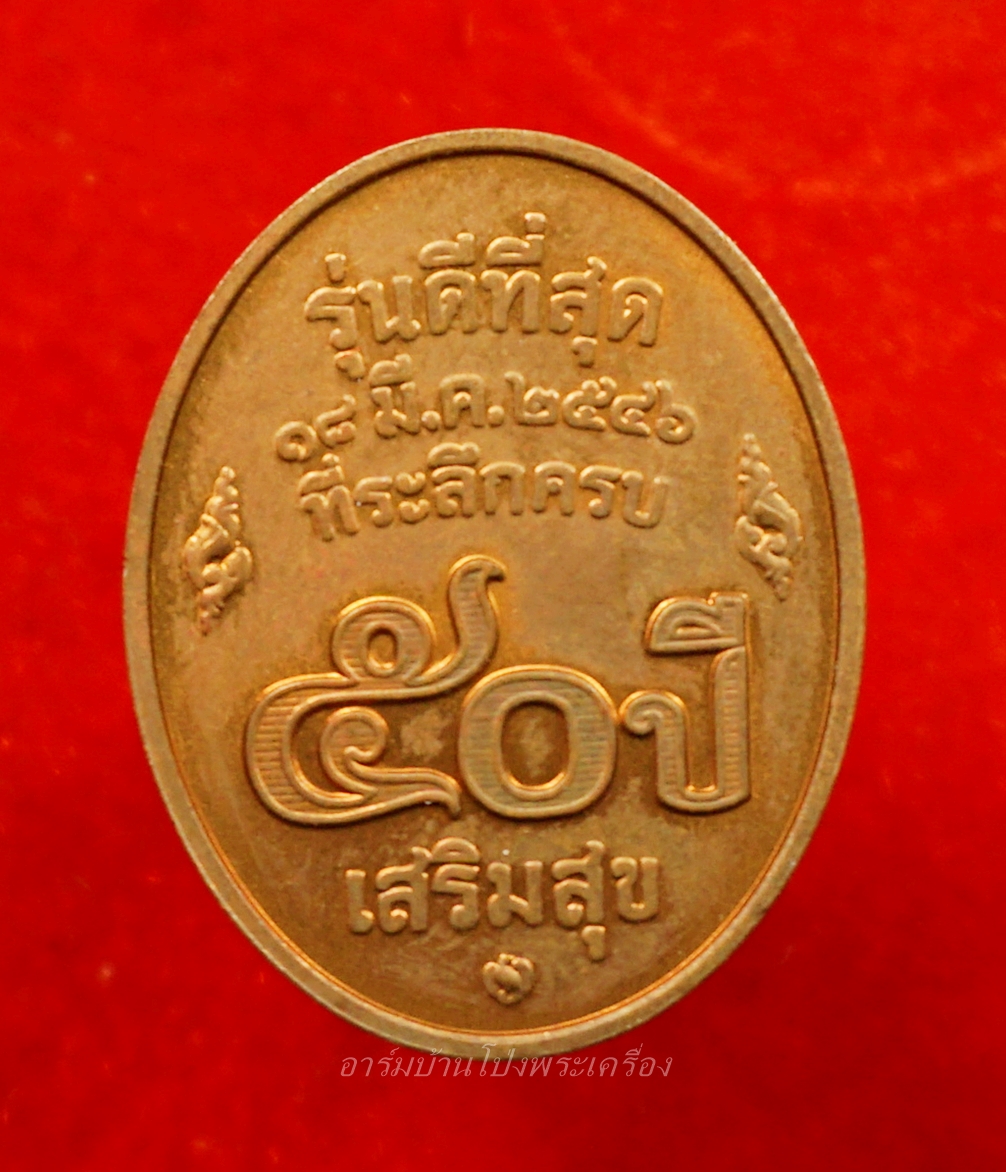 รุ่นดีที่สุด
๑๘ มี.ค.๒๕๔๖
ที่ระลึกครบ
๕๐ปี
เสริมสุข
อาร์มบ้านโป่งพระเครื่อง